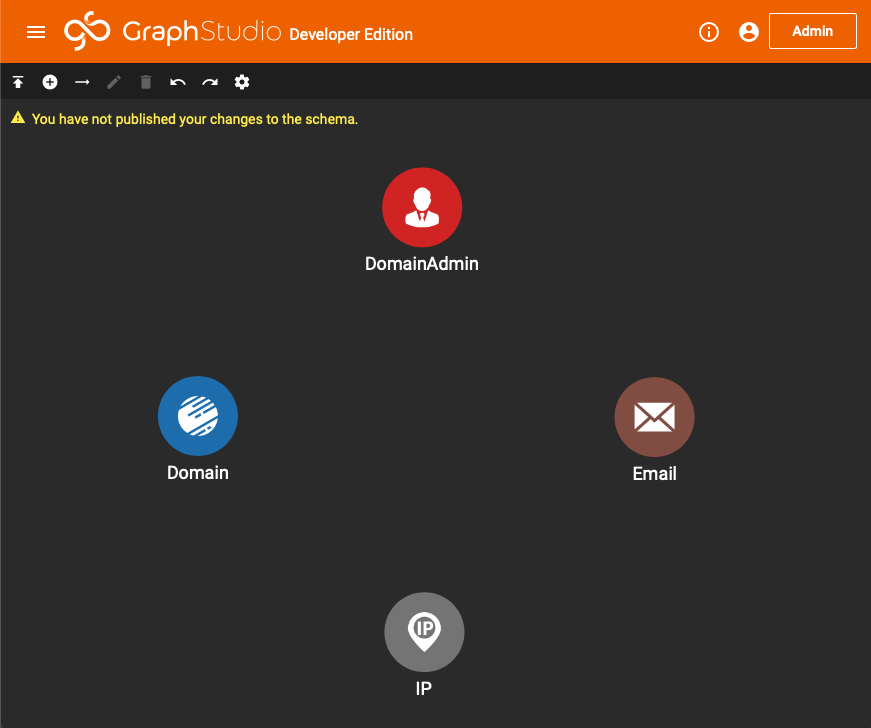 GraphStudio Developer Edition
Admin
You have not published your changes to the schema.
DomainAdmin
Domain
Email
IP
IP